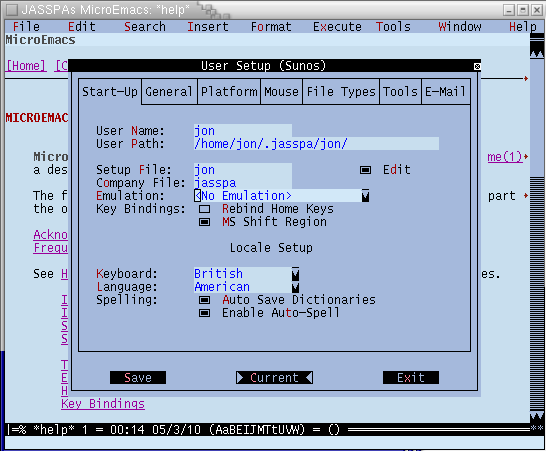 JASSPAs MicroEmacs: "help"
File Edit Search Insert Format Execute Tools Window Help
MicroEmacs
[Home] [C
User Setup (Sunos)
Start-Up General Platform Mouse File Types Tools E-Mail
MICROEMAC
User Name: jon
User Path: /home/jon/.jasspa/jon/
Micro me(1)
a des
Setup File: jon Edit
Company File: jasspa
The f Emulation: <No Emulation> part
the o Key Bindings: Rebind Home Keys
MS Shift Region
Ackno
Frequ Locale Setup
See H Keyboard: British es.
Language: American
I Spelling: Auto Save Dictionaries
I Enable Auto-Spell
S
S
T
E Save Current Exit
H
Key Bindings
|=% *help* 1 = 00:14 05/3/10 (AaBEIJMTtUVW) = () **